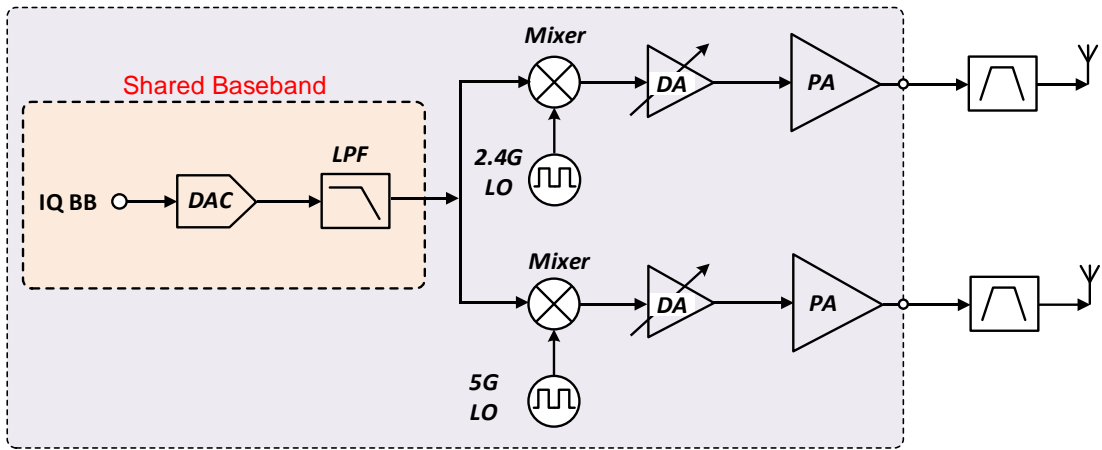 Shared Baseband
IQ BB
DAC
LPF
Mixer
2.4G
LO
DA
PA
Mixer
5G
LO
DA
PA